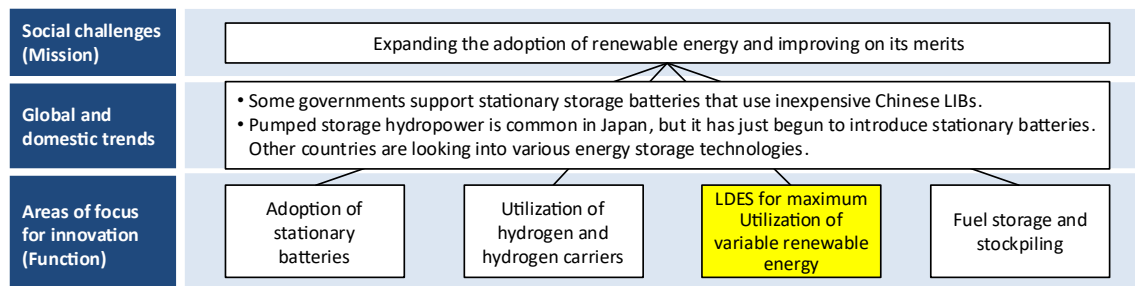 Social challenges
(Mission)
Expanding the adoption of renewable energy and improving on its merits
Global and
domestic trends
• Some governments support stationary storage batteries that use inexpensive Chinese LIBs.
• Pumped storage hydropower is common in Japan, but it has just begun to introduce stationary batteries.
Other countries are looking into various energy storage technologies.
Areas of focus
for innovation
(Function)
Adoption of
stationary
batteries
Utilization of
hydrogen and
hydrogen carriers
LDES for maximum
Utilization of
variable renewable
energy
Fuel storage and
stockpiling